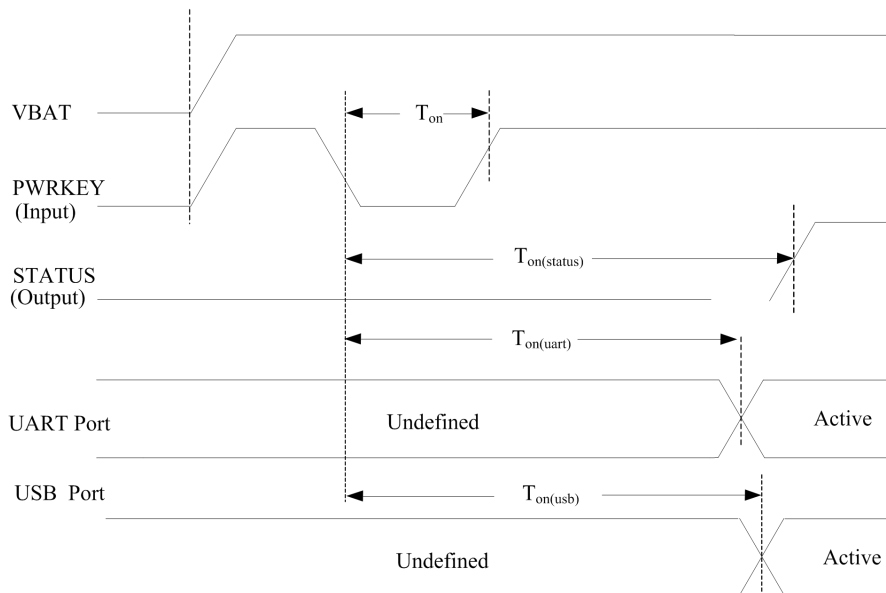 VBAT
Ton
PWRKEY
(Input)
Ton(status)
STATUS
(Output)
Ton(uart)
UART Port
Undefined
Active
USB Port
Ton(usb)
Undefined
Active